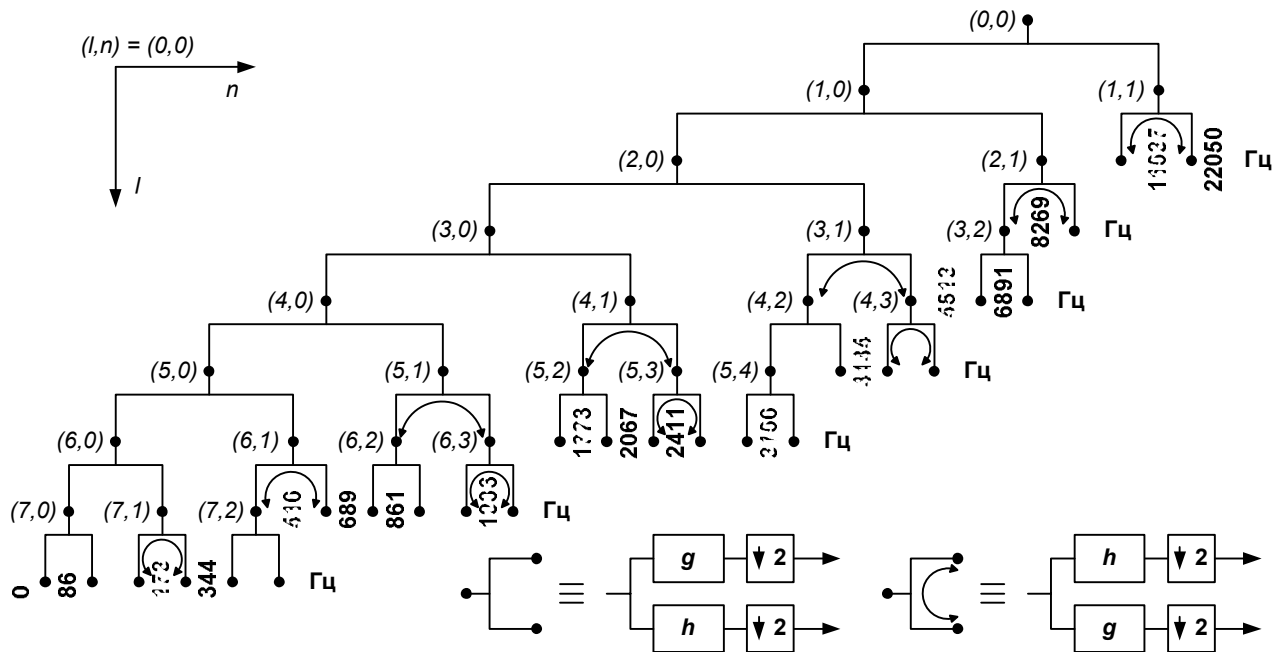 (0,0)
(l,n) = (0,0)
n
l
(1,0) (1,1)
22050 Гц
(2,0) (2,1)
8269 Гц
(3,0) (3,1) (3,2)
6891 Гц
(4,0) (4,1) (4,2) (4,3)
Гц
(5,0) (5,1) (5,2) (5,3) (5,4)
2067 2411 Гц
(6,0) (6,1) (6,2) (6,3)
689 861 Гц
(7,0) (7,1) (7,2)
0 86 344 Гц
g 2
h 2
h 2
g 2